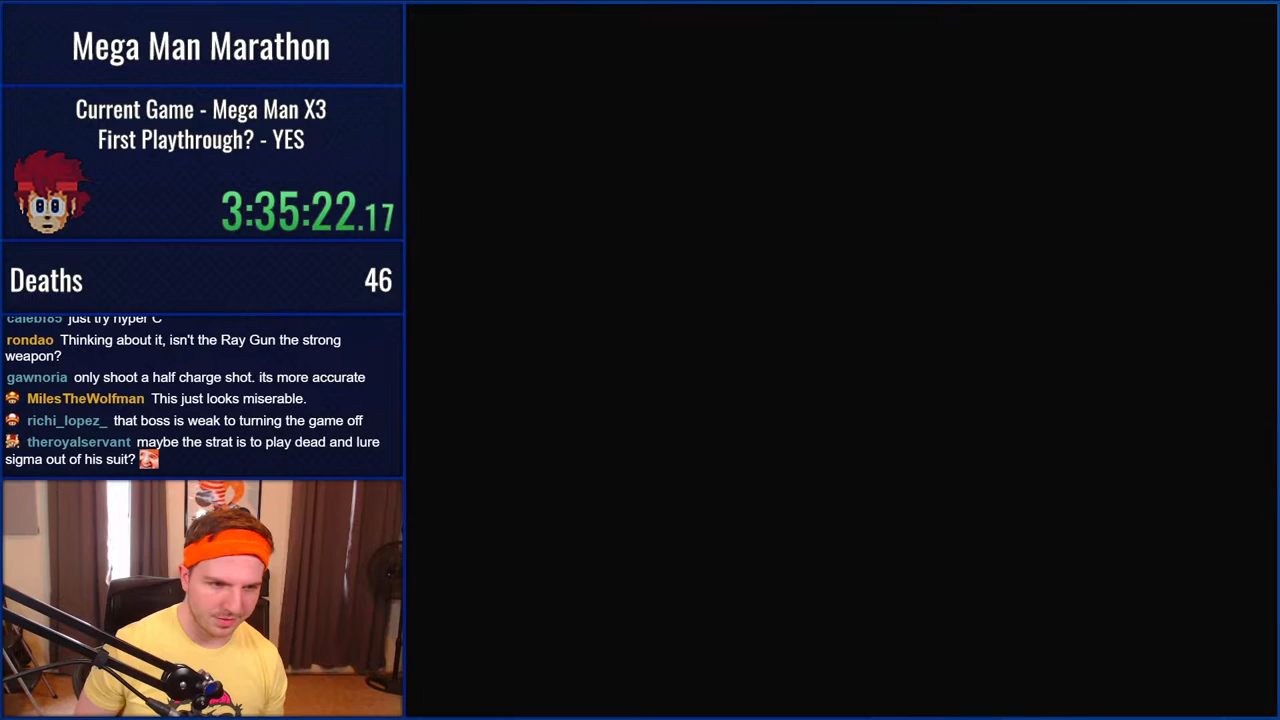 Mega Man Marathon
Current Game - Mega Man X3
First Playthrough? - YES
3:35:22.17
Deaths 46
caleb185 just try hyper C
rondao Thinking about it, isn't the Ray Gun the strong
weapon?
gawnoria only shoot a half charge shot. its more accurate
MilesTheWolfman This just looks miserable.
richi_lopez_ that boss is weak to turning the game off
theroyalservant maybe the strat is to play dead and lure
sigma out of his suit?